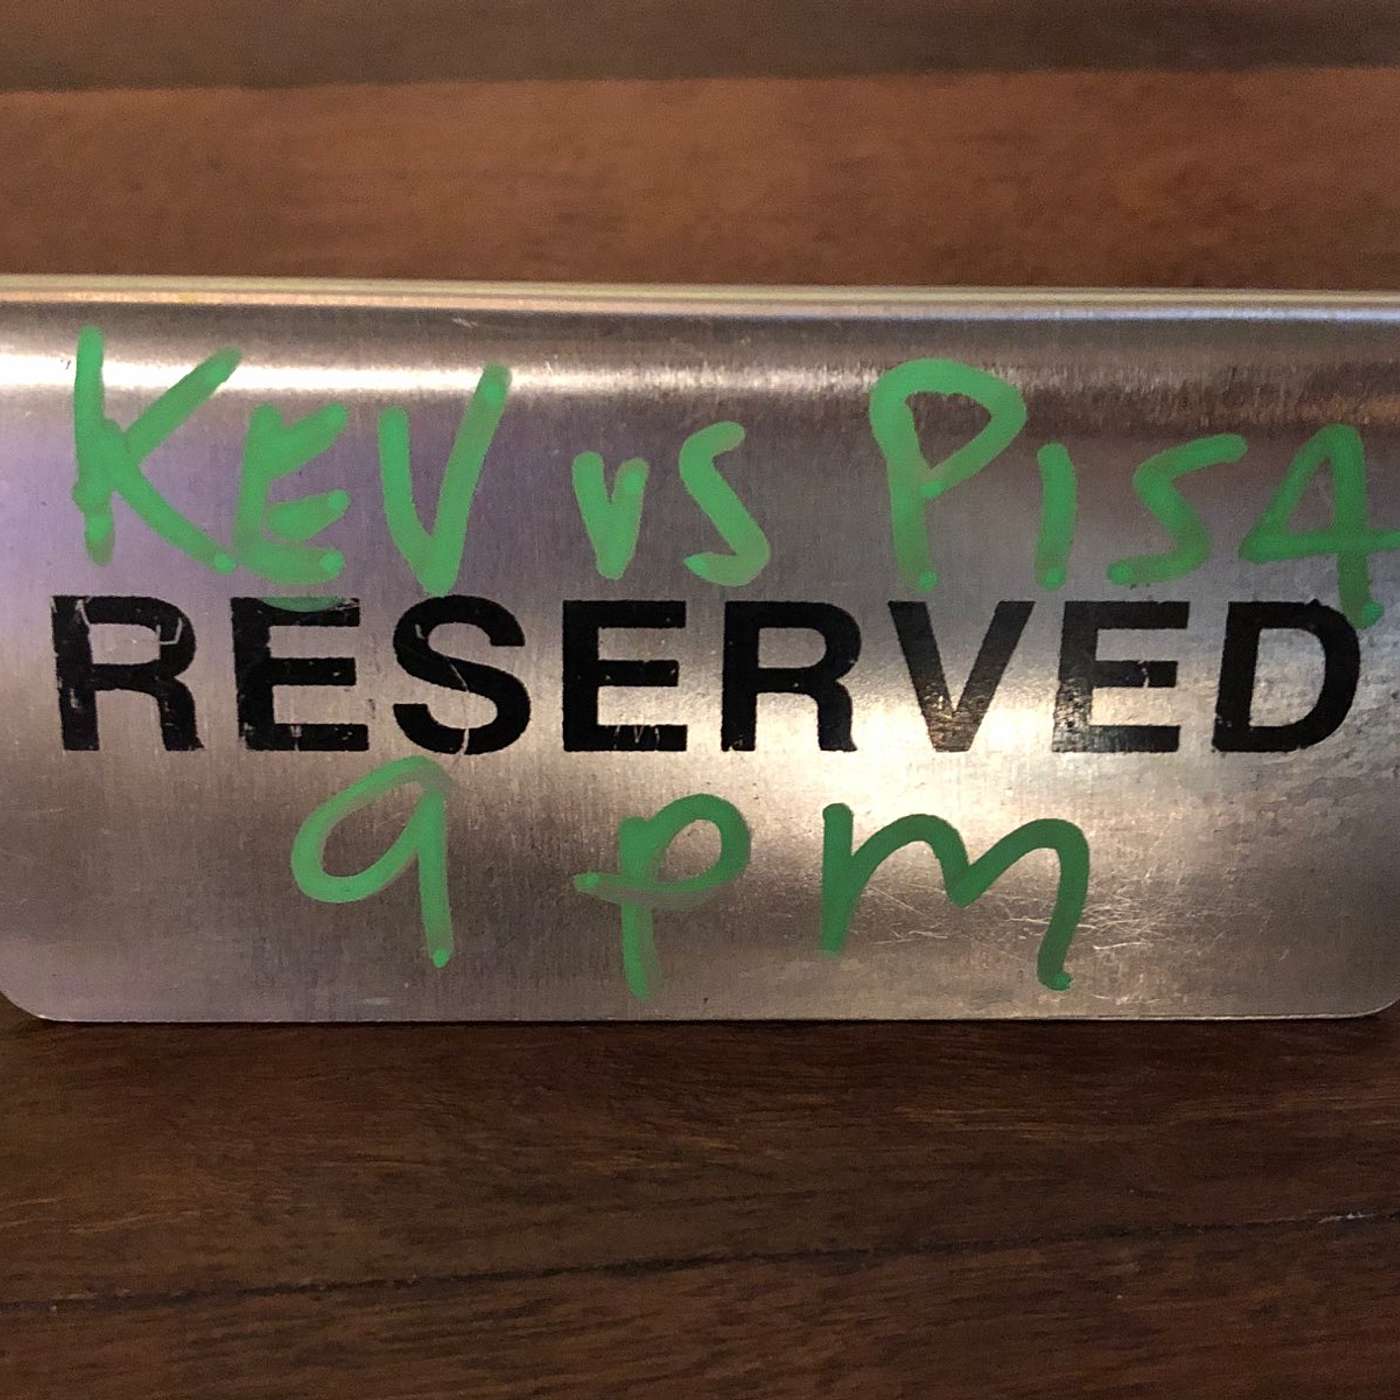 KEV vs PISA
RESERVED
9 pm